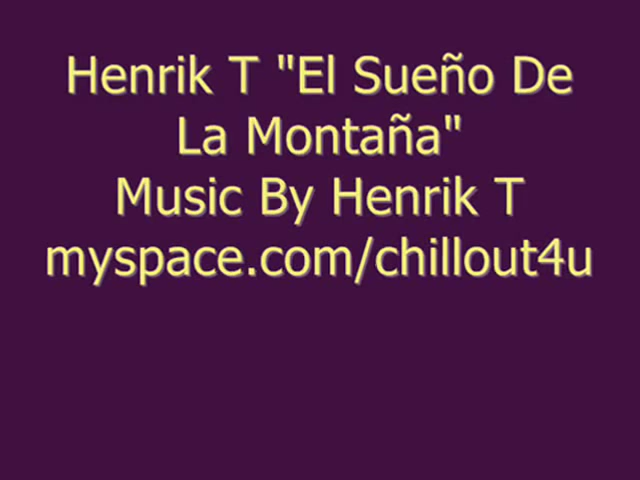 Henrik T "El Sueño De
La Montaña"
Music By Henrik T
myspace.com/chillout4u